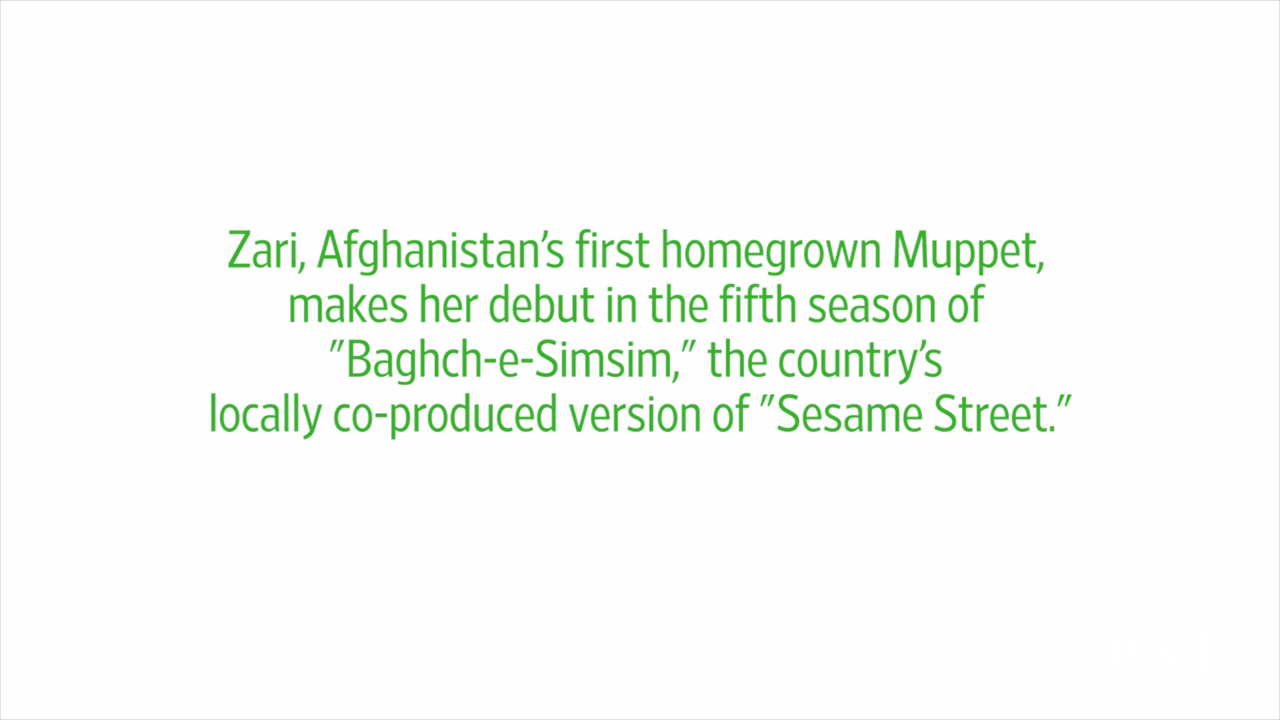 Zari, Afghanistan’s first homegrown Muppet,
makes her debut in the fifth season of
"Baghch-e-Simsim," the country’s
locally co-produced version of "Sesame Street."
WSJ